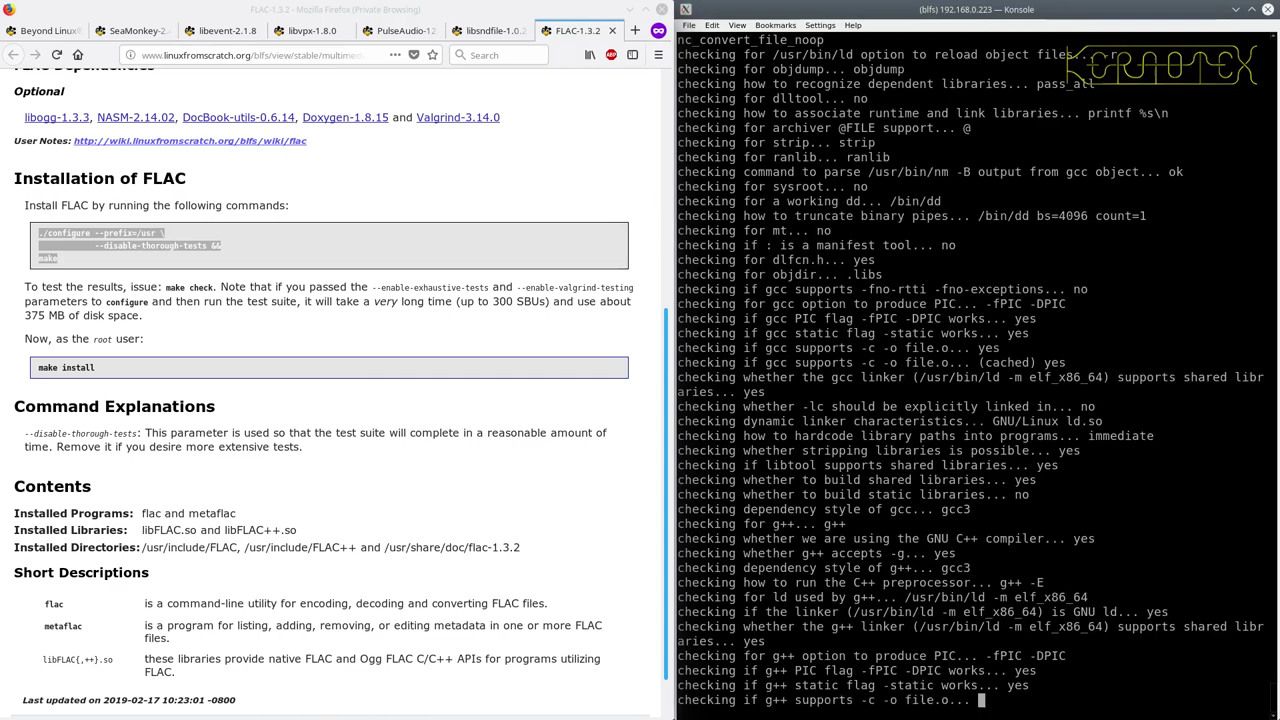 FLAC-1.3.2 - Mozilla Firefox (Private Browsing)
Beyond Linux®
SeaMonkey-2.4
libevent-2.1.8
libvpx-1.8.0
PulseAudio-12
libsndfile-1.0.2
FLAC-1.3.2
www.linuxfromscratch.org/blfs/view/stable/multime
Search
FLAC Dependencies
Optional
libogg-1.3.3, NASM-2.14.02, DocBook-utils-0.6.14, Doxygen-1.8.15 and Valgrind-3.14.0
User Notes: http://wiki.linuxfromscratch.org/blfs/wiki/flac
Installation of FLAC
Install FLAC by running the following commands:
./configure --prefix=/usr \
--disable-thorough-tests &&
make
To test the results, issue: make check. Note that if you passed the --enable-exhaustive-tests and --enable-valgrind-testing
parameters to configure and then run the test suite, it will take a very long time (up to 300 SBUs) and use about
375 MB of disk space.
Now, as the root user:
make install
Command Explanations
--disable-thorough-tests: This parameter is used so that the test suite will complete in a reasonable amount of
time. Remove it if you desire more extensive tests.
Contents
Installed Programs: flac and metaflac
Installed Libraries: libFLAC.so and libFLAC++.so
Installed Directories: /usr/include/FLAC, /usr/include/FLAC++ and /usr/share/doc/flac-1.3.2
Short Descriptions
flac is a command-line utility for encoding, decoding and converting FLAC files.
metaflac is a program for listing, adding, removing, or editing metadata in one or more FLAC
files.
libFLAC{,++}.so these libraries provide native FLAC and Ogg FLAC C/C++ APIs for programs utilizing
FLAC.
Last updated on 2019-02-17 10:23:01 -0800
(blfs) 192.168.0.223 — Konsole
File Edit View Bookmarks Settings Help
nc_convert_file_noop
checking for /usr/bin/ld option to reload object files... -r
checking for objdump... objdump
checking how to recognize dependent libraries... pass_all
checking for dlltool... no
checking how to associate runtime and link libraries... printf %s\n
checking for archiver @FILE support... @
checking for strip... strip
checking for ranlib... ranlib
checking command to parse /usr/bin/nm -B output from gcc object... ok
checking for sysroot... no
checking for a working dd... /bin/dd
checking how to truncate binary pipes... /bin/dd bs=4096 count=1
checking for mt... no
checking if : is a manifest tool... no
checking for dlfcn.h... yes
checking for objdir... .libs
checking if gcc supports -fno-rtti -fno-exceptions... no
checking for gcc option to produce PIC... -fPIC -DPIC
checking if gcc PIC flag -fPIC -DPIC works... yes
checking if gcc static flag -static works... yes
checking if gcc supports -c -o file.o... yes
checking if gcc supports -c -o file.o... (cached) yes
checking whether the gcc linker (/usr/bin/ld -m elf_x86_64) supports shared libr
aries... yes
checking whether -lc should be explicitly linked in... no
checking dynamic linker characteristics... GNU/Linux ld.so
checking how to hardcode library paths into programs... immediate
checking whether stripping libraries is possible... yes
checking if libtool supports shared libraries... yes
checking whether to build shared libraries... yes
checking whether to build static libraries... no
checking dependency style of gcc... gcc3
checking for g++... g++
checking whether we are using the GNU C++ compiler... yes
checking whether g++ accepts -g... yes
checking dependency style of g++... gcc3
checking how to run the C++ preprocessor... g++ -E
checking for ld used by g++... /usr/bin/ld -m elf_x86_64
checking if the linker (/usr/bin/ld -m elf_x86_64) is GNU ld... yes
checking whether the g++ linker (/usr/bin/ld -m elf_x86_64) supports shared libr
aries... yes
checking for g++ option to produce PIC... -fPIC -DPIC
checking if g++ PIC flag -fPIC -DPIC works... yes
checking if g++ static flag -static works... yes
checking if g++ supports -c -o file.o...